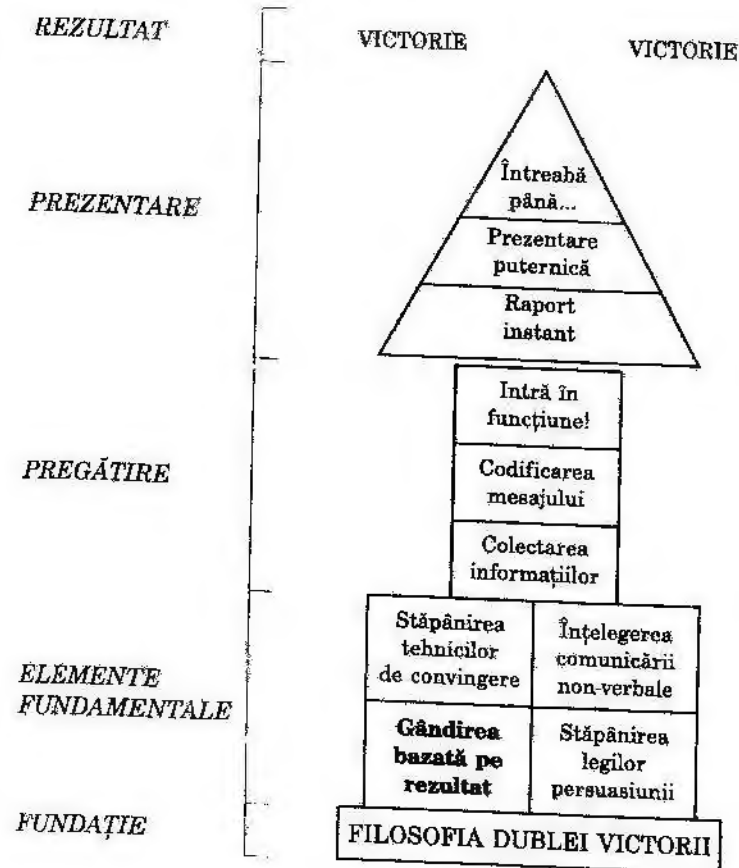 REZULTAT
VICTORIE
VICTORIE
PREZENTARE
Întreabă
până...
Prezentare
puternică
Raport
instant
PREGĂTIRE
Intră în
funcțiune!
Codificarea
mesajului
Colectarea
informațiilor
ELEMENTE
FUNDAMENTALE
Stăpânirea
tehnicilor
de convingere
Înțelegerea
comunicării
non-verbale
Gândirea
bazată pe
rezultat
Stăpânirea
legilor
persuasiunii
FUNDAȚIE
FILOSOFIA DUBLEI VICTORII